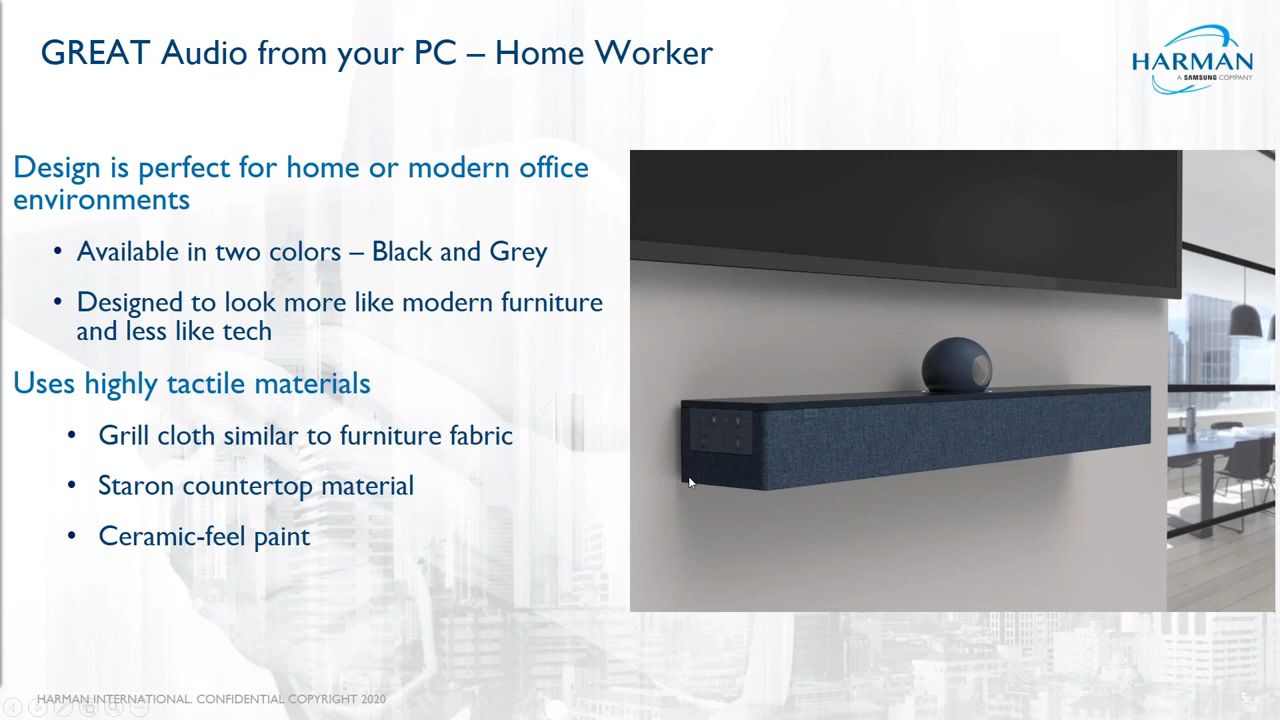 GREAT Audio from your PC – Home Worker
HARMAN
A SAMSUNG COMPANY
Design is perfect for home or modern office
environments
• Available in two colors – Black and Grey
• Designed to look more like modern furniture
and less like tech
Uses highly tactile materials
• Grill cloth similar to furniture fabric
• Staron countertop material
• Ceramic-feel paint
HARMAN INTERNATIONAL. CONFIDENTIAL COPYRIGHT 2020
5